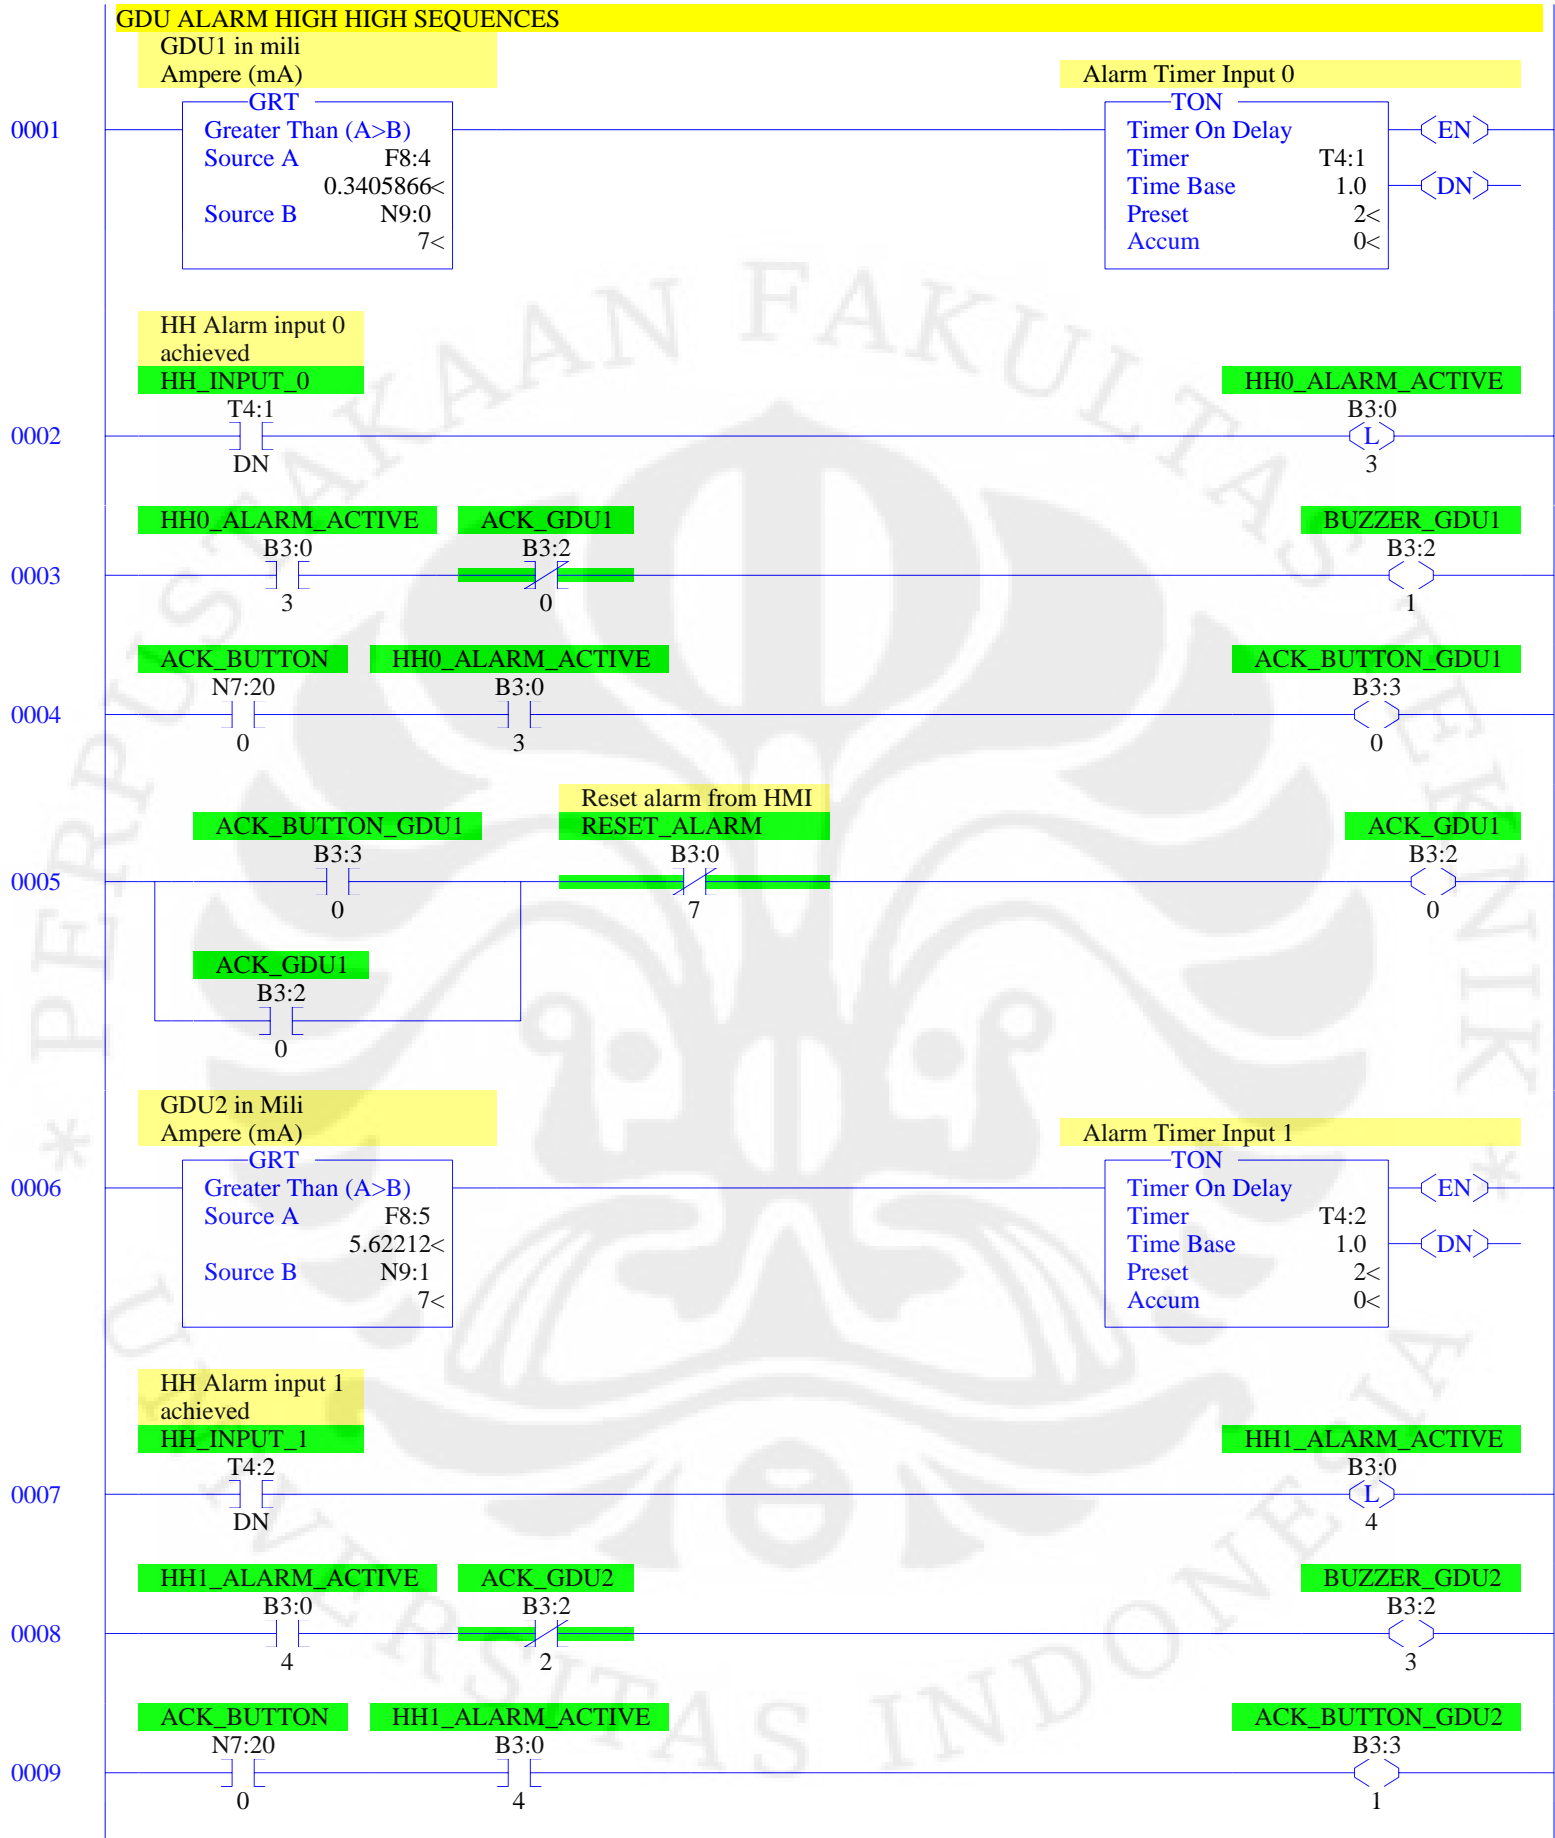 GDU ALARM HIGH HIGH SEQUENCES
GDU1 in mili
Ampere (mA)
Alarm Timer Input 0
GRT
TON
0001
Greater Than (A>B)
Timer On Delay
EN
Source A F8:4
Timer T4:1
0.3405866<
Time Base 1.0
DN
Source B N9:0
Preset 2<
7<
Accum 0<
HH Alarm input 0
achieved
HH_INPUT_0
HH0_ALARM_ACTIVE
T4:1
B3:0
0002
L
DN
3
HH0_ALARM_ACTIVE
ACK_GDU1
BUZZER_GDU1
B3:0
B3:2
B3:2
0003
3
0
1
ACK_BUTTON
HH0_ALARM_ACTIVE
ACK_BUTTON_GDU1
N7:20
B3:0
B3:3
0004
0
3
0
Reset alarm from HMI
ACK_BUTTON_GDU1
RESET_ALARM
ACK_GDU1
B3:3
B3:0
B3:2
0005
0
7
0
ACK_GDU1
B3:2
0
GDU2 in Mili
Ampere (mA)
Alarm Timer Input 1
GRT
TON
0006
Greater Than (A>B)
Timer On Delay
EN
Source A F8:5
Timer T4:2
5.62212<
Time Base 1.0
DN
Source B N9:1
Preset 2<
7<
Accum 0<
HH Alarm input 1
achieved
HH_INPUT_1
HH1_ALARM_ACTIVE
T4:2
B3:0
0007
L
DN
4
HH1_ALARM_ACTIVE
ACK_GDU2
BUZZER_GDU2
B3:0
B3:2
B3:2
0008
4
2
3
ACK_BUTTON
HH1_ALARM_ACTIVE
ACK_BUTTON_GDU2
N7:20
B3:0
B3:3
0009
0
4
1
* PERPUSTAKAAN FAKULTAS TEKNIK *
UNIVERSITAS INDONESIA